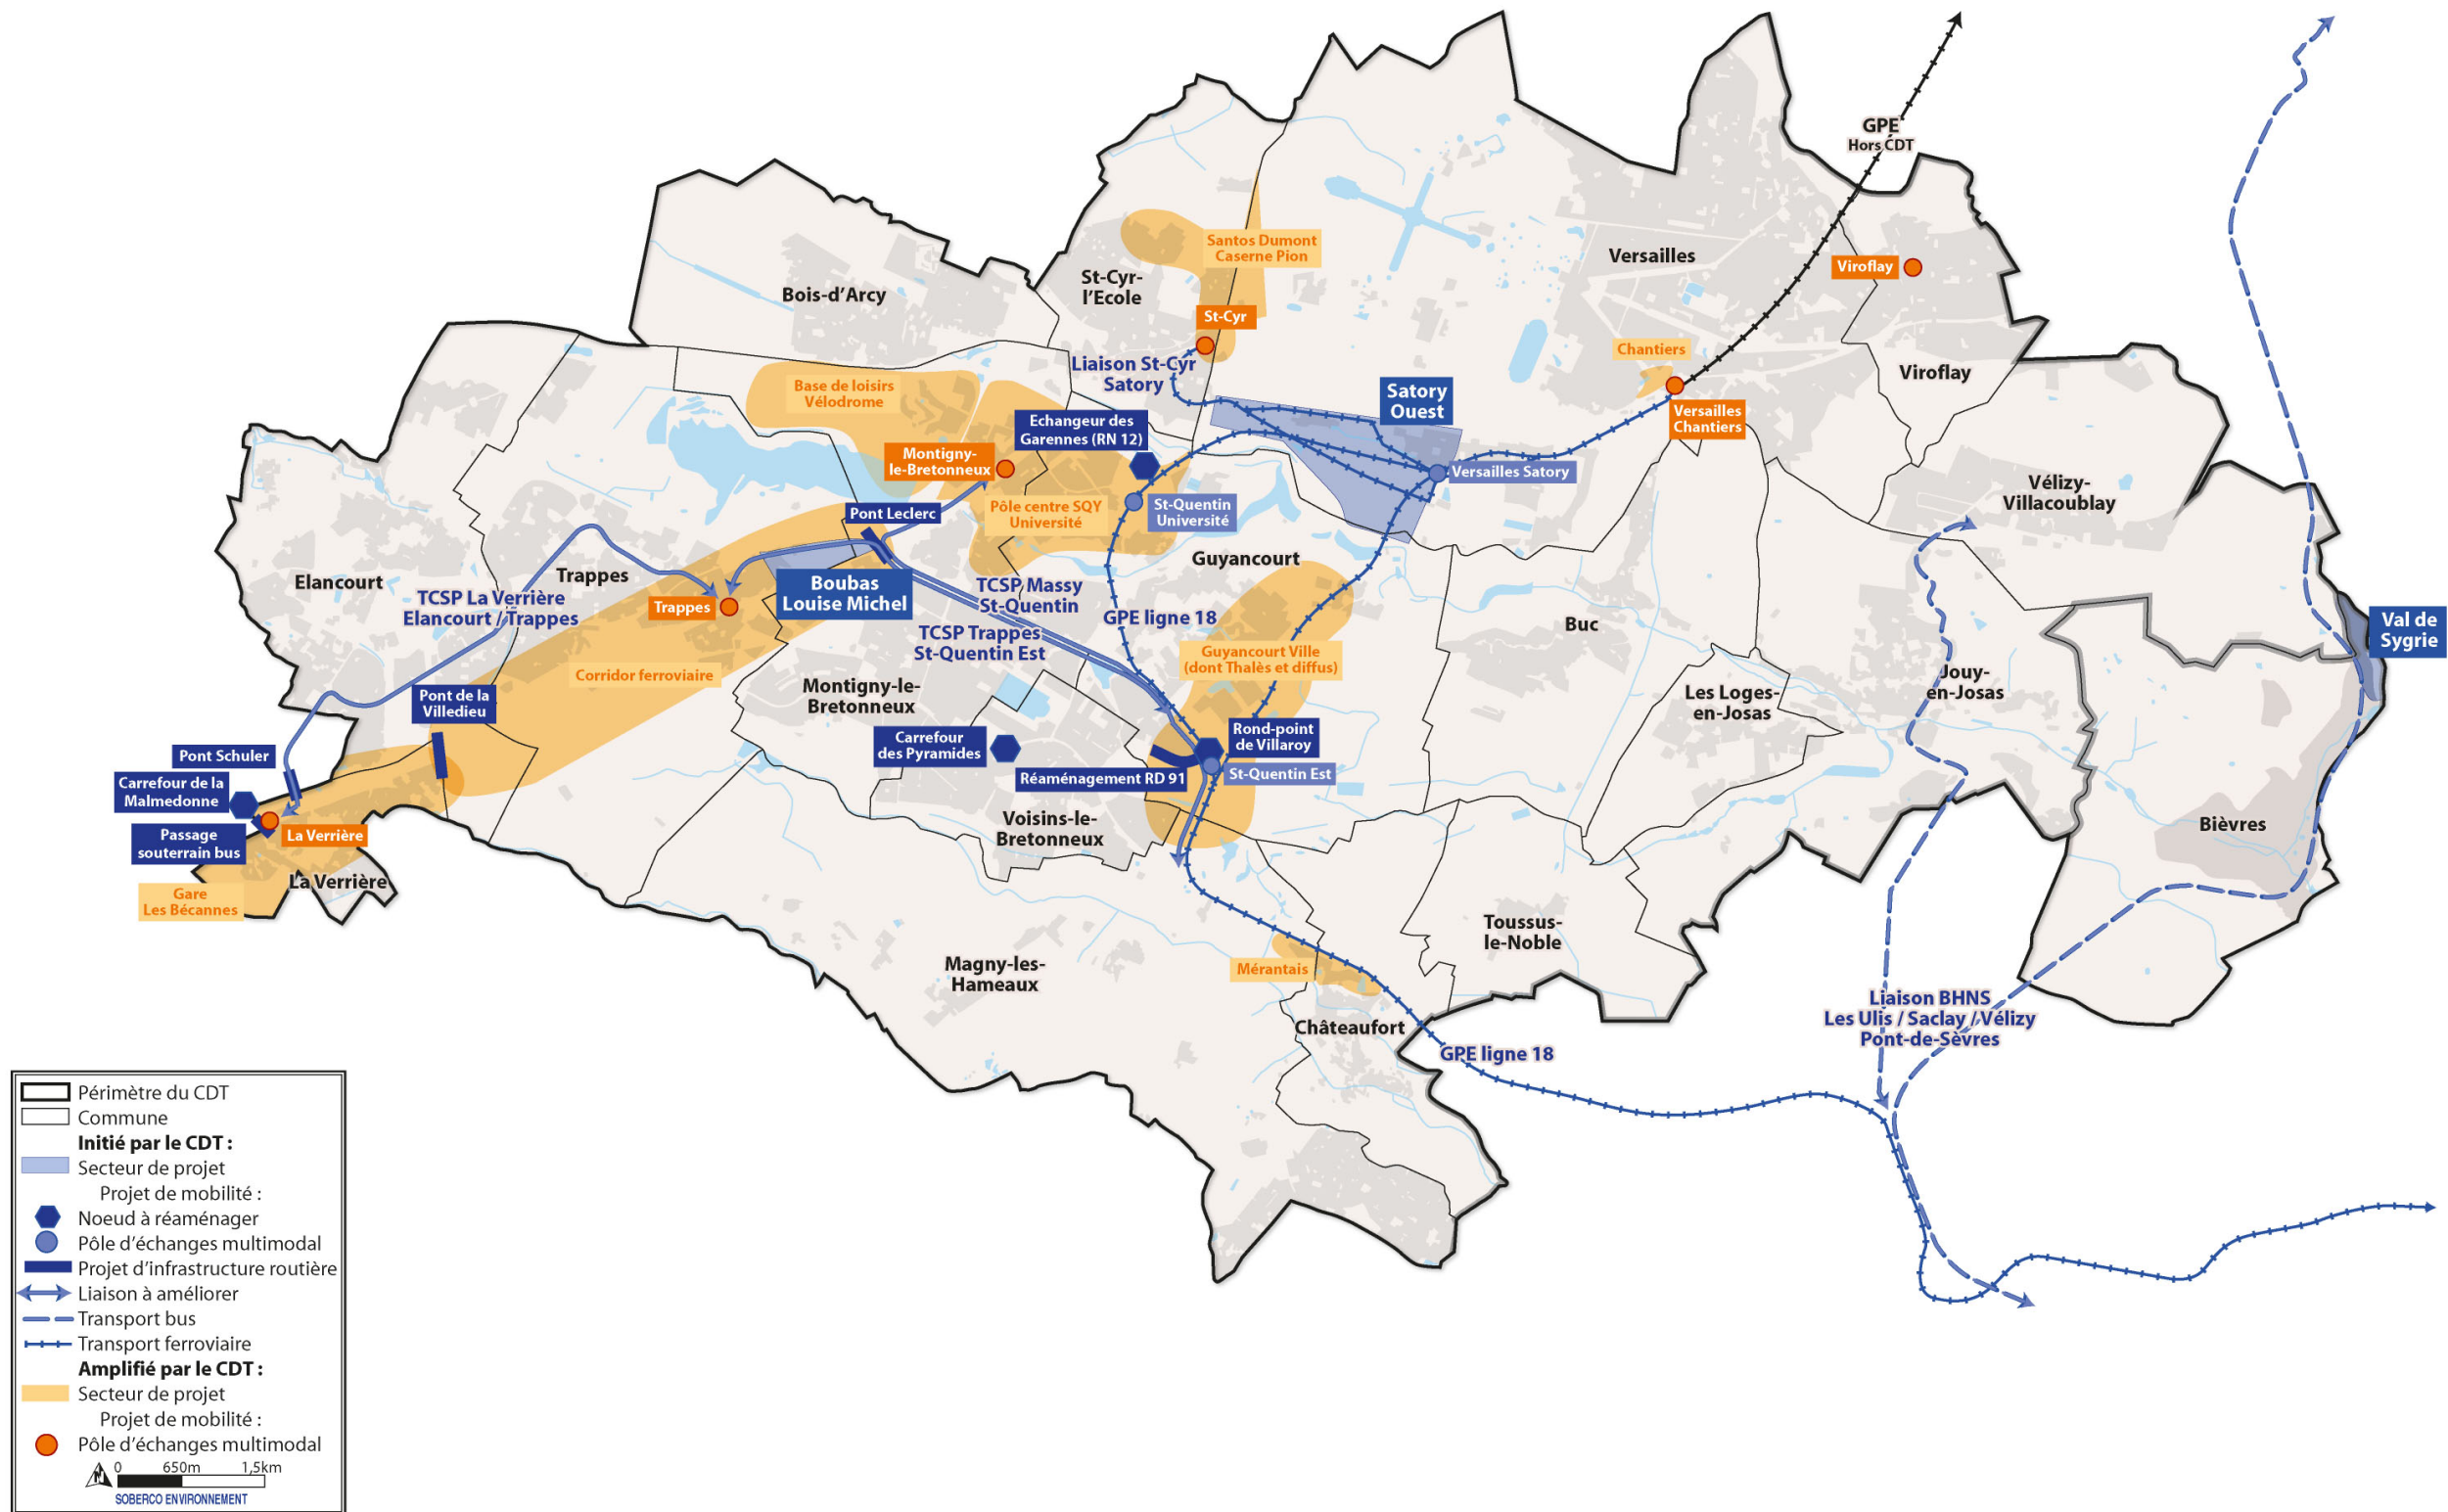 GPE
Hors CDT
Santos Dumont
Caserne Pion
Versailles
Viroflay
St-Cyr-
l'Ecole
Bois-d'Arcy
St-Cyr
Liaison St-Cyr
Satory
Chantiers
Viroflay
Base de loisirs
Vélodrome
Satory
Ouest
Versailles
Chantiers
Echangeur des
Garennes (RN 12)
Montigny-
le-Bretonneux
Versailles Satory
Vélizy-
Villacoublay
Pont Leclerc
Pôle centre SQY
Université
St-Quentin
Université
Guyancourt
Elancourt
Trappes
TCSP La Verrière
Elancourt / Trappes
Trappes
Boubas
Louise Michel
TCSP Massy
St-Quentin
TCSP Trappes
St-Quentin Est
GPE ligne 18
Buc
Val de
Sygrie
Guyancourt Ville
(dont Thalès et diffus)
Corridor ferroviaire
Montigny-le-
Bretonneux
Les Loges-
en-Josas
Jouy-
en-Josas
Pont de la
Villedieu
Carrefour
des Pyramides
Rond-point
de Villaroy
Pont Schuler
Réaménagement RD 91
St-Quentin Est
Carrefour de la
Malmedonne
Passage
souterrain bus
La Verrière
Voisins-le-
Bretonneux
Bièvres
La Verrière
Gare
Les Bécannes
Toussus-
le-Noble
Magny-les-
Hameaux
Mérantais
Châteaufort
GPE ligne 18
Liaison BHNS
Les Ulis / Saclay / Vélizy
Pont-de-Sèvres
Périmètre du CDT
Commune
Initié par le CDT :
Secteur de projet
Projet de mobilité :
Noeud à réaménager
Pôle d'échanges multimodal
Projet d'infrastructure routière
Liaison à améliorer
Transport bus
Transport ferroviaire
Amplifié par le CDT :
Secteur de projet
Projet de mobilité :
Pôle d'échanges multimodal
N
0 650m 1,5km
SOBERCO ENVIRONNEMENT